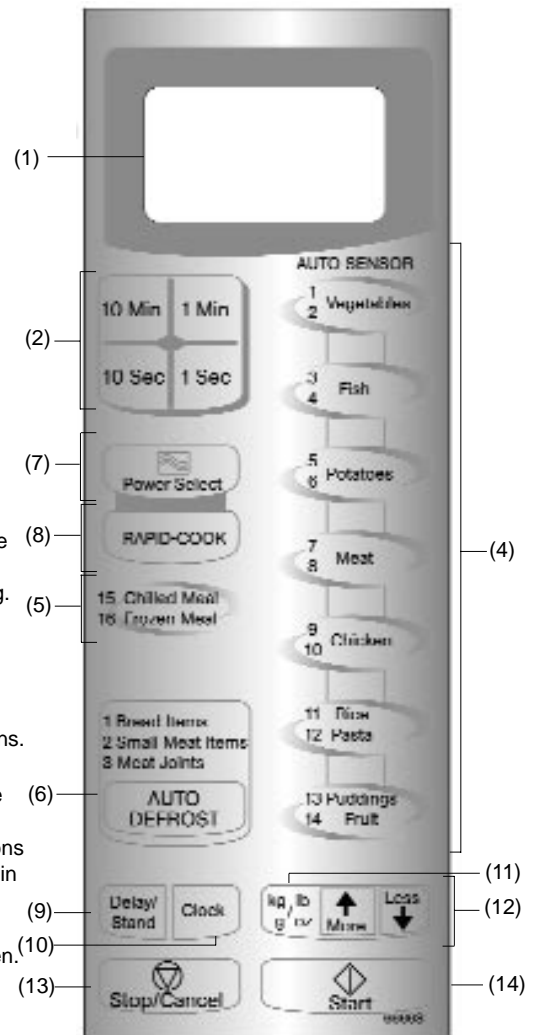 (1)
AUTO SENSOR
1
2 Vegetables
10 Min 1 Min
(2)
10 Sec 1 Sec
3
4 Fish
(7)
Power Select
5
6 Potatoes
e
(8)
RAPID-COOK
7
8 Meat
(4)
g.
(5)
15 Chilled Meal
16 Frozen Meal
9
10 Chicken
1 Bread Items
2 Small Meat Items
3 Meat Joints
11 Rice
12 Pasta
ns.
e
(6)
AUTO
DEFROST
13 Puddings
14 Fruit
ons
in
(11)
(9)
Delay/
Stand
Clock
kg/lb
g/oz
More
Less
(12)
(10)
en.
(13)
Stop/Cancel
Start
(14)